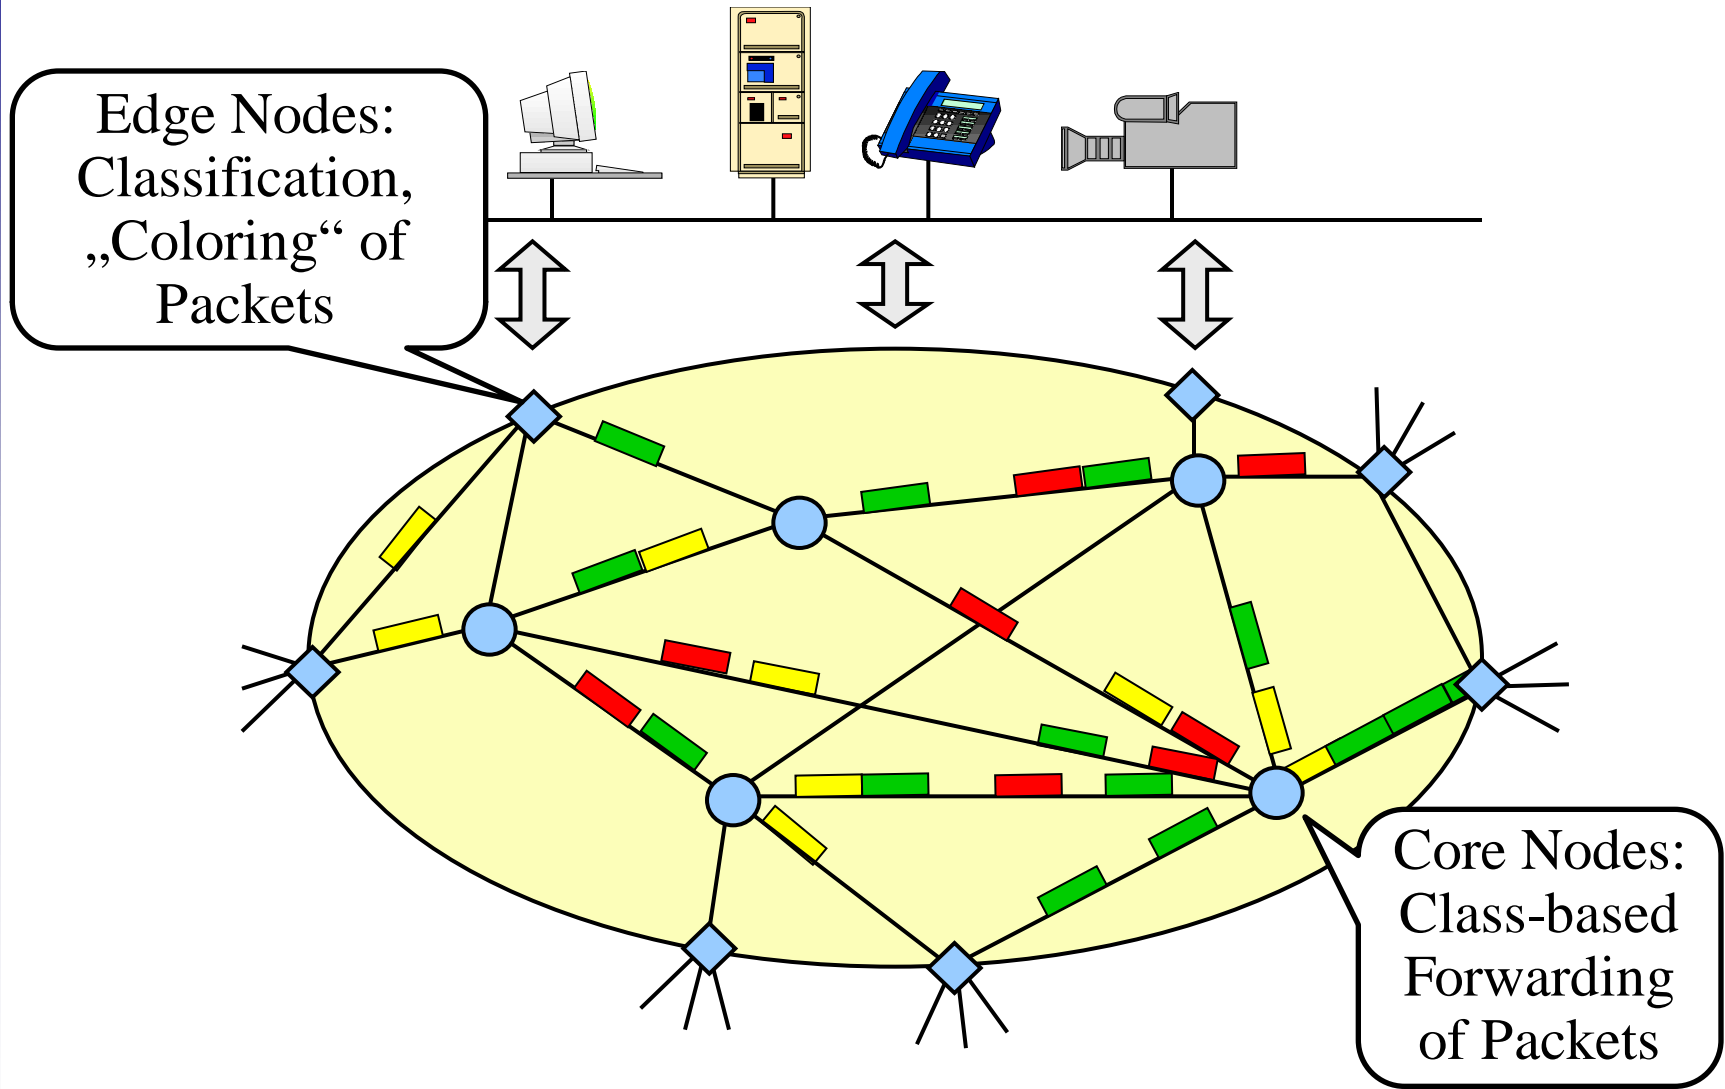 Edge Nodes:
Classification,
„Coloring“ of
Packets
Core Nodes:
Class-based
Forwarding
of Packets